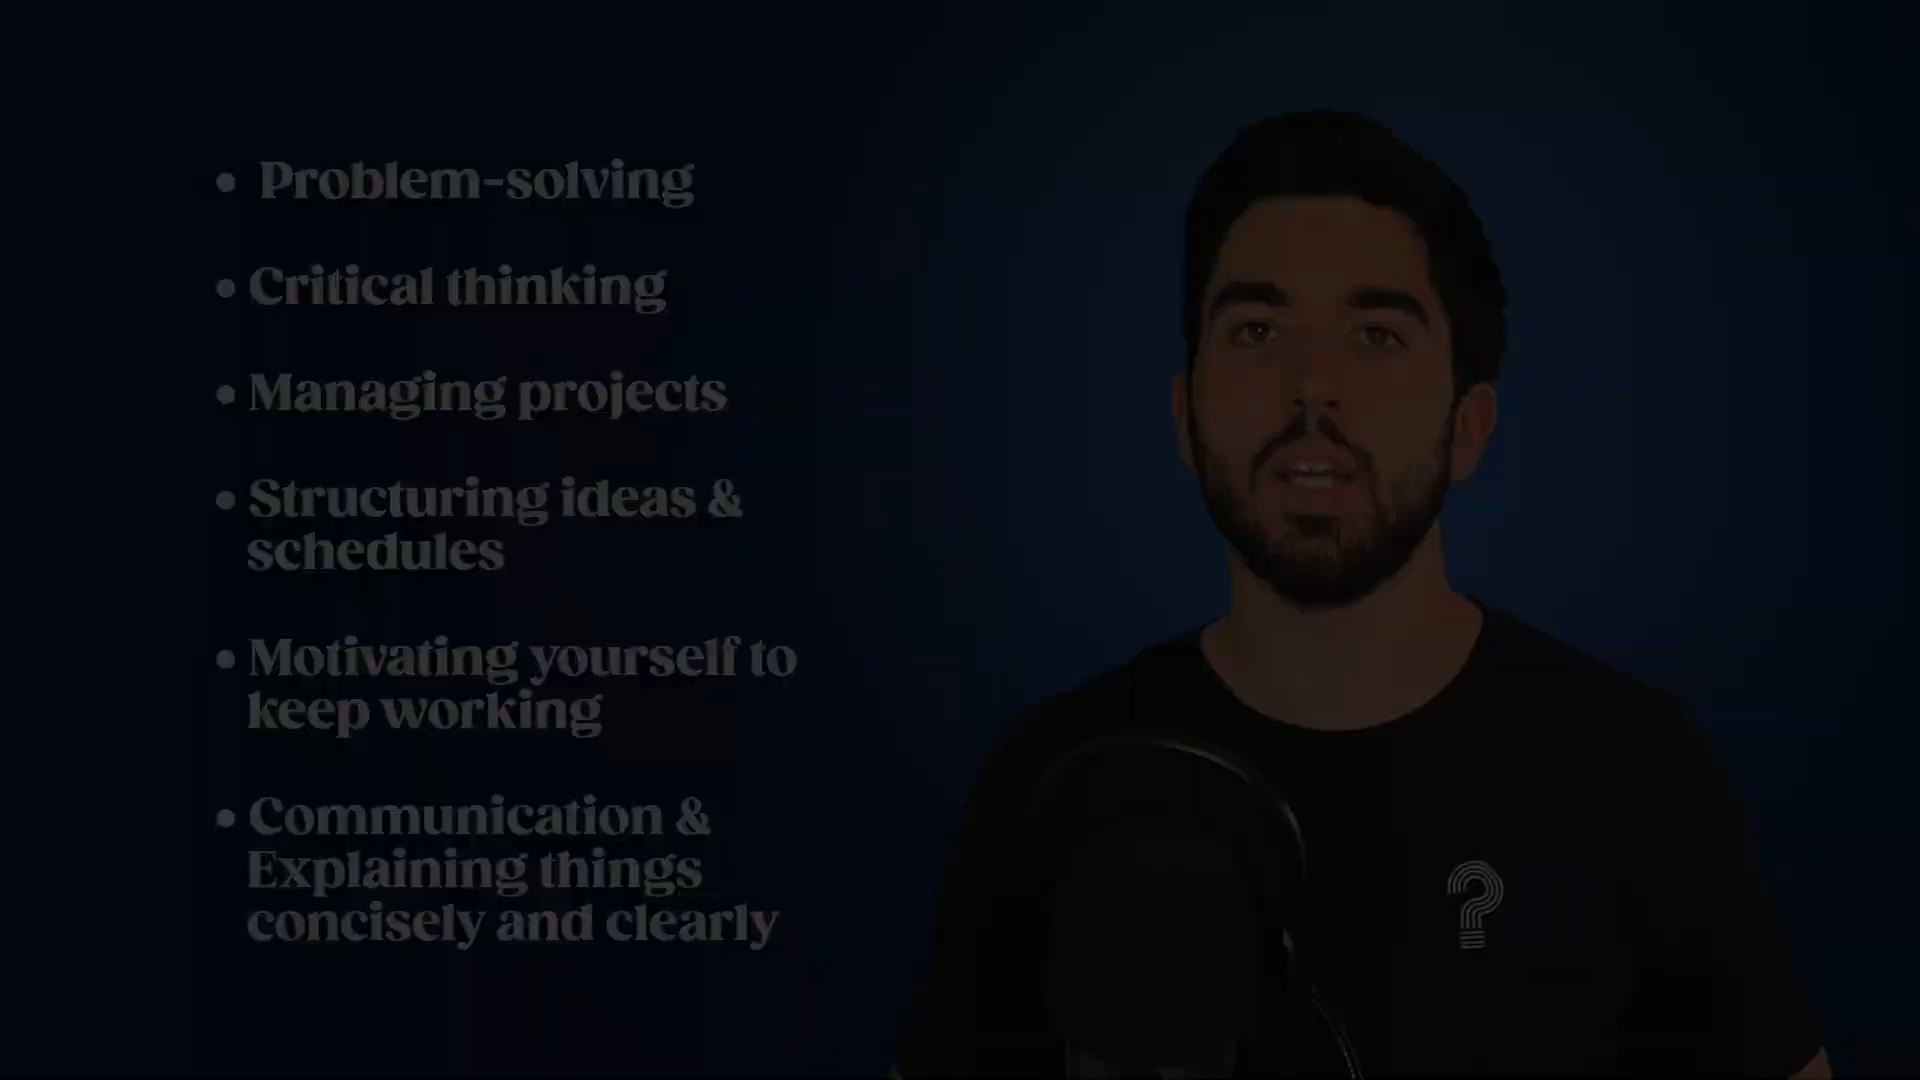 • Problem-solving
• Critical thinking
• Managing projects
• Structuring ideas &
schedules
• Motivating yourself to
keep working
• Communication &
Explaining things
concisely and clearly
?